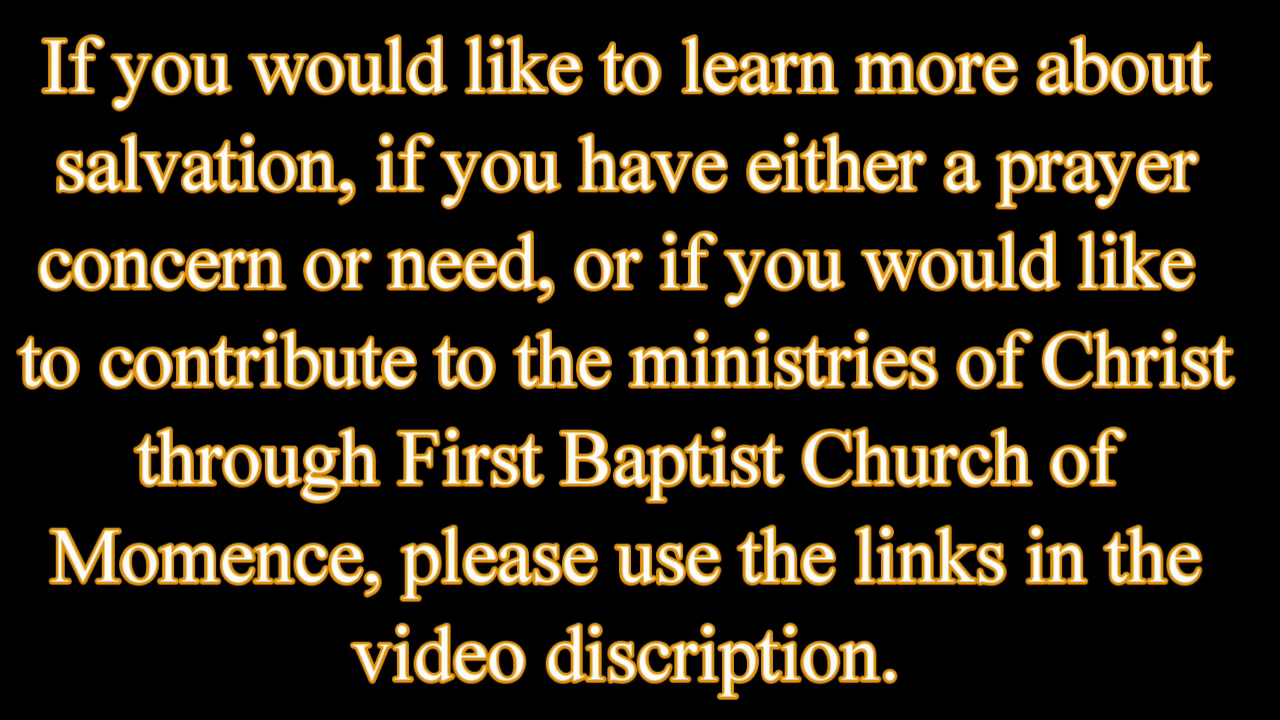 If you would like to learn more about
salvation, if you have either a prayer
concern or need, or if you would like
to contribute to the ministries of Christ
through First Baptist Church of
Momence, please use the links in the
video discription.